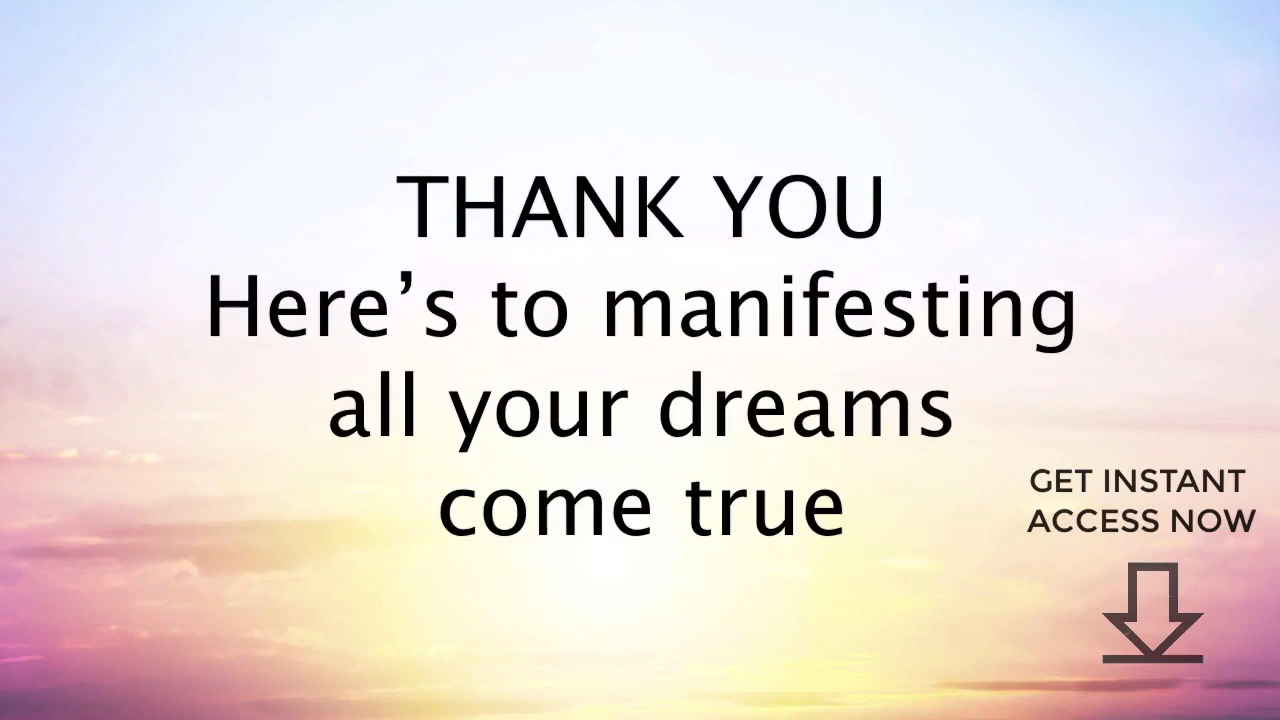 THANK YOU
Here’s to manifesting
all your dreams
come true
GET INSTANT
ACCESS NOW